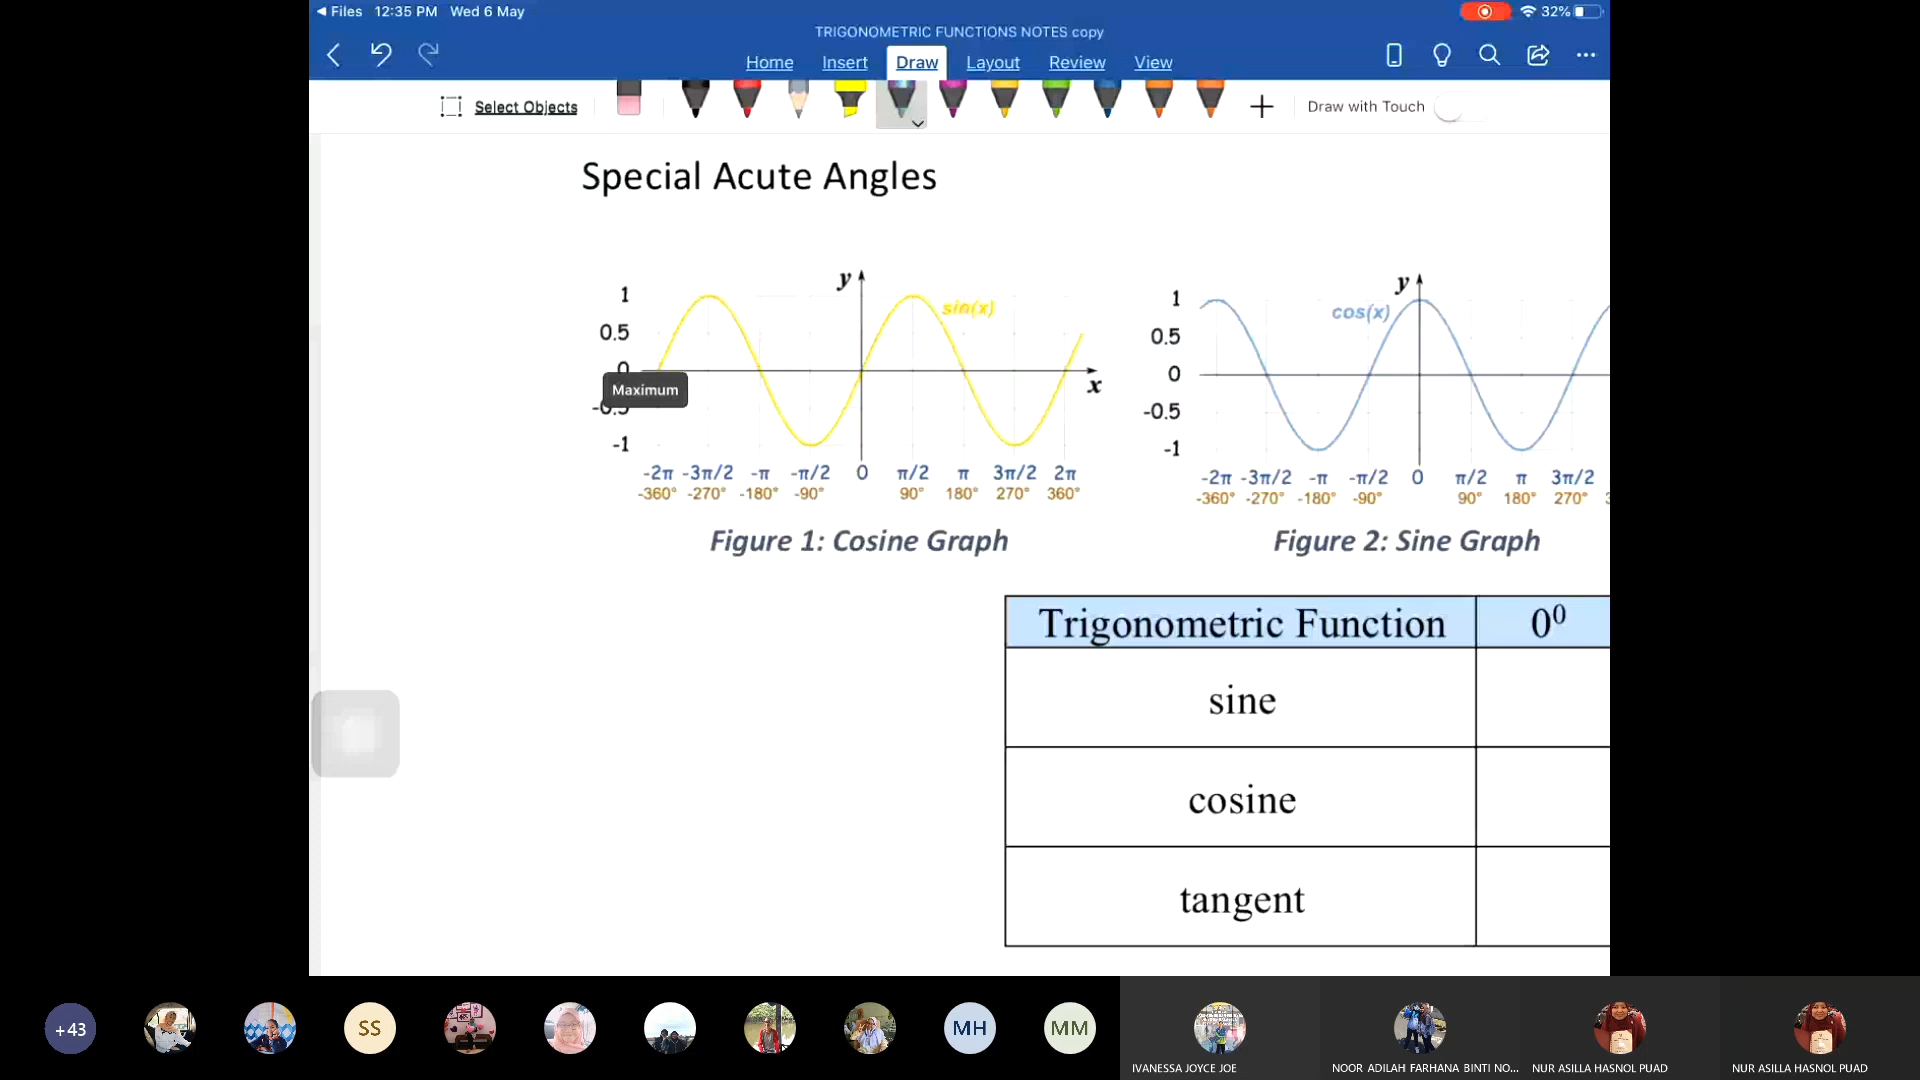 Files 12:35 PM Wed 6 May
32%
TRIGONOMETRIC FUNCTIONS NOTES copy
Home Insert Draw Layout Review View
Select Objects
Draw with Touch
Special Acute Angles
y
1
0.5
0
-0.5
-1
sin(x)
x
Maximum
-2π -3π/2 -π -π/2 0 π/2 π 3π/2 2π
-360° -270° -180° -90° 90° 180° 270° 360°
Figure 1: Cosine Graph
y
1
0.5
0
-0.5
-1
cos(x)
-2π -3π/2 -π -π/2 0 π/2 π 3π/2
-360° -270° -180° -90° 90° 180° 270° 3
Figure 2: Sine Graph
Trigonometric Function 0⁰
sine
cosine
tangent
+43
SS
MH
MM
IVANESSA JOYCE JOE
NOOR ADILAH FARHANA BINTI NO...
NUR ASILLA HASNOL PUAD
NUR ASILLA HASNOL PUAD